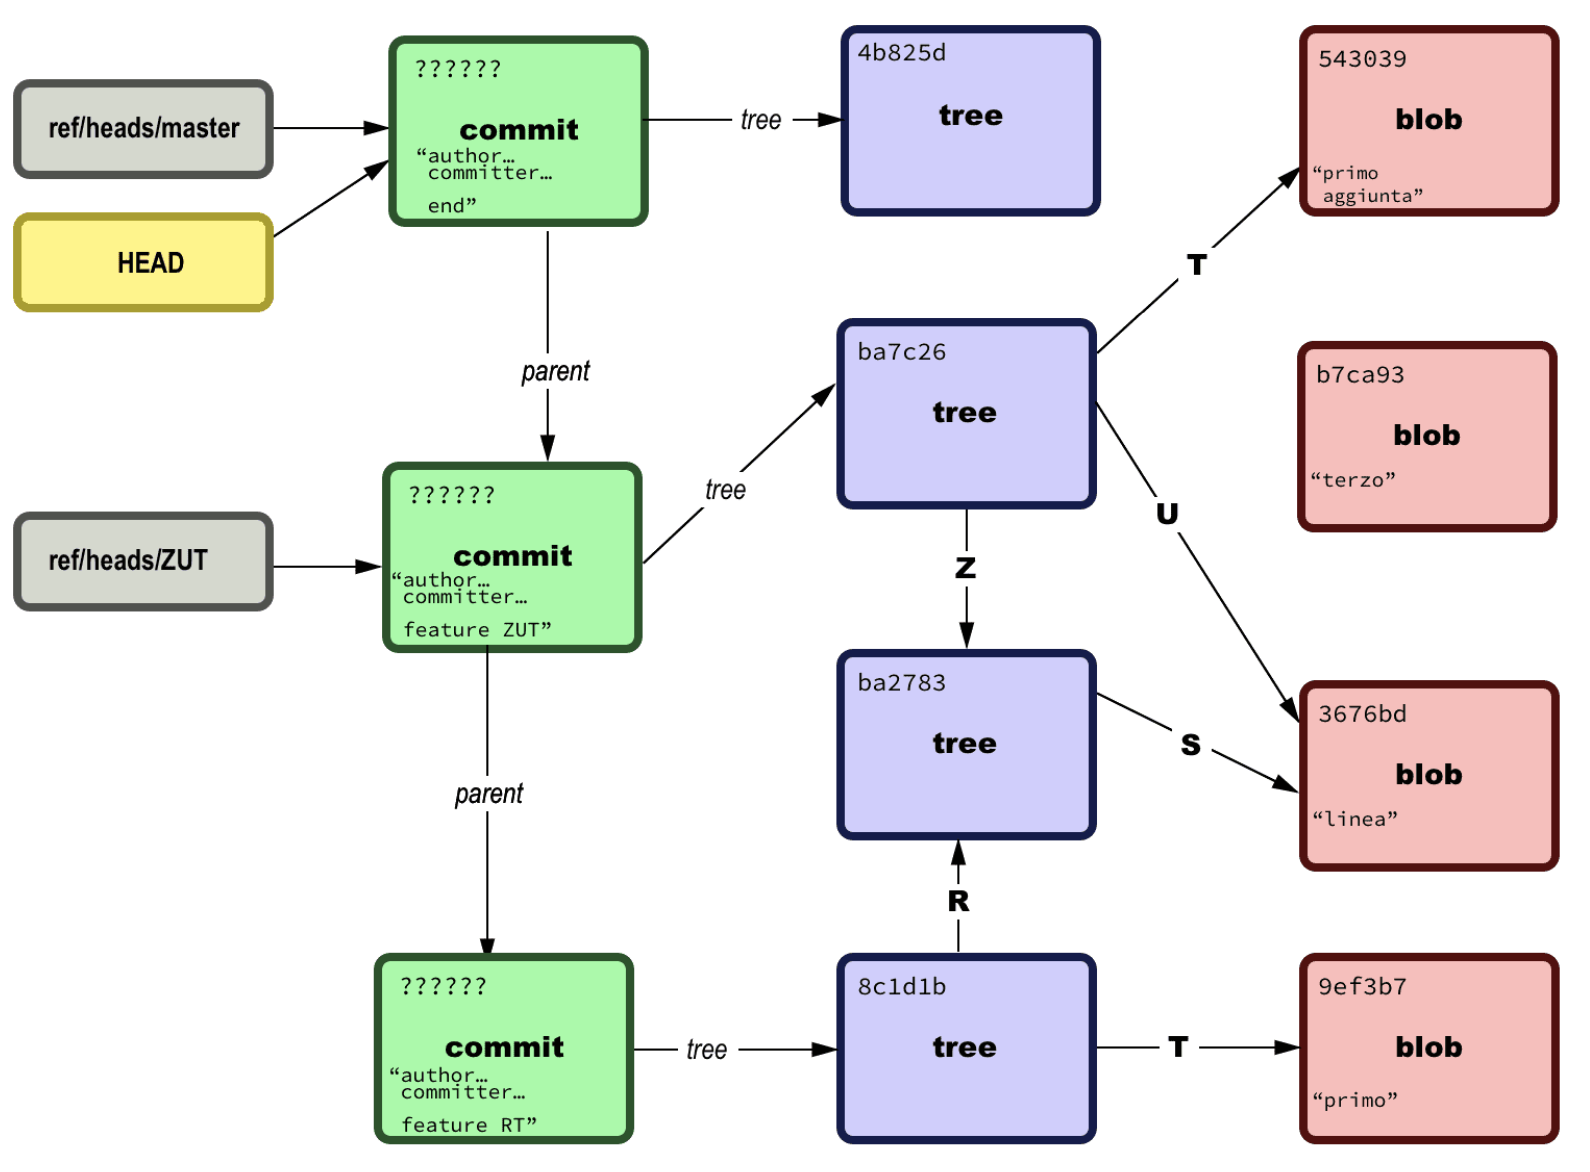 ??????
commit
“author…
committer…
end”
ref/heads/master
HEAD
tree
4b825d
tree
543039
blob
“primo
aggiunta”
T
parent
ba7c26
tree
b7ca93
blob
“terzo”
tree
U
??????
commit
“author…
committer…
feature ZUT”
ref/heads/ZUT
Z
ba2783
tree
S
3676bd
blob
“linea”
parent
R
??????
commit
“author…
committer…
feature RT”
tree
8c1d1b
tree
T
9ef3b7
blob
“primo”